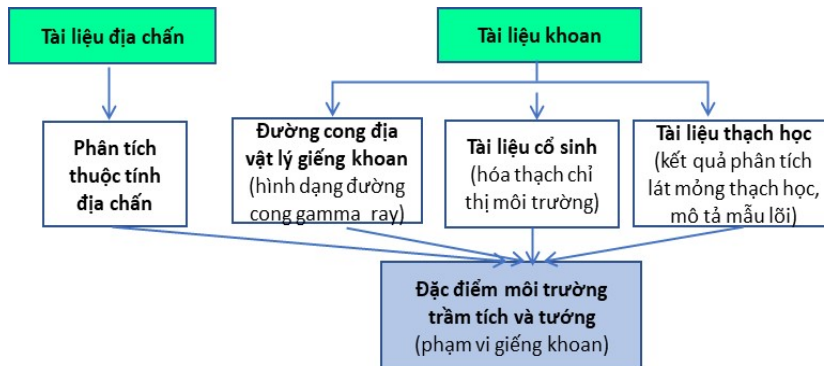 Tài liệu địa chấn
Tài liệu khoan
Phân tích
thuộc tính
địa chấn
Đường cong địa
vật lý giếng khoan
(hình dạng đường
cong gamma ray)
Tài liệu cổ sinh
(hóa thạch chỉ
thị môi trường)
Tài liệu thạch học
(kết quả phân tích
lát mỏng thạch học,
mô tả mẫu lõi)
Đặc điểm môi trường
trầm tích và tướng
(phạm vi giếng khoan)